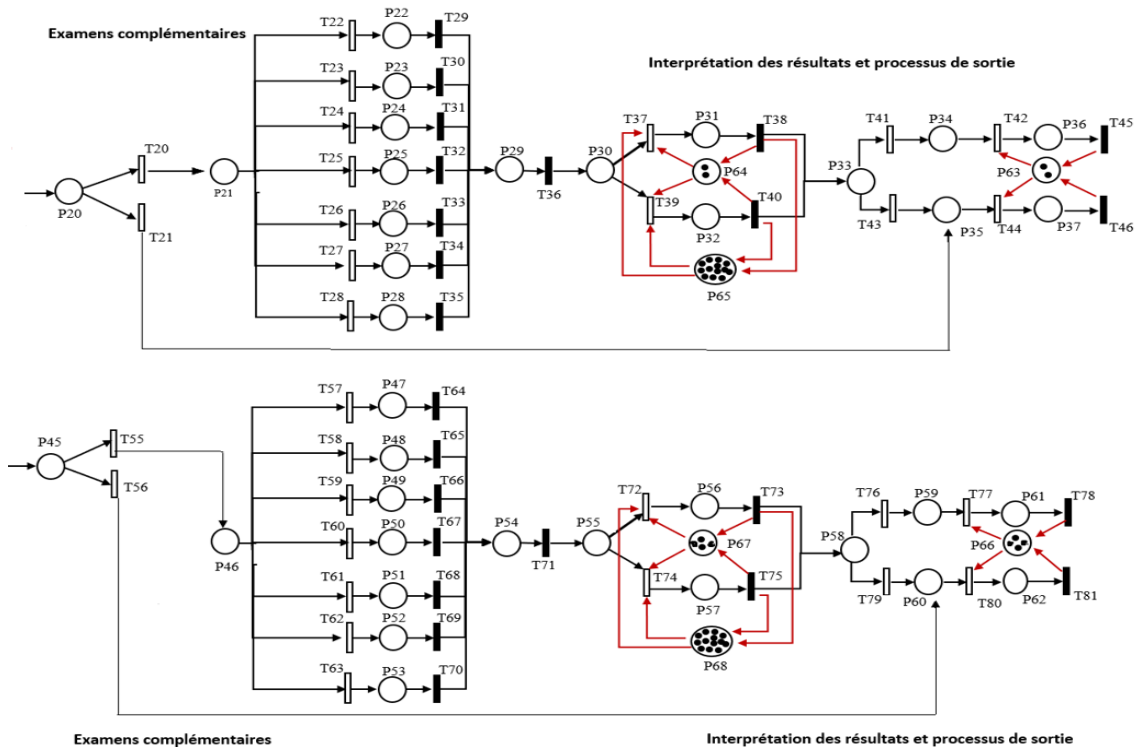 Examens complémentaires
Interprétation des résultats et processus de sortie
T22 P22 T29
T23 P23 T30
T24 P24 T31
T25 P25 T32
T26 P26 T33
T27 P27 T34
T28 P28 T35
P20 T20 T21 P21
P29 T36 P30
T37 P31 T38
P64
T39 P32 T40
P65
P33
T41 P34 T42 P36 T45
P63
T43 P35 T44 P37 T46
T57 P47 T64
T58 P48 T65
T59 P49 T66
T60 P50 T67
T61 P51 T68
T62 P52 T69
T63 P53 T70
P45 T55 T56 P46
P54 T71 P55
T72 P56 T73
P67
T74 P57 T75
P68
P58
T76 P59 T77 P61 T78
P66
T79 P60 T80 P62 T81
Examens complémentaires
Interprétation des résultats et processus de sortie